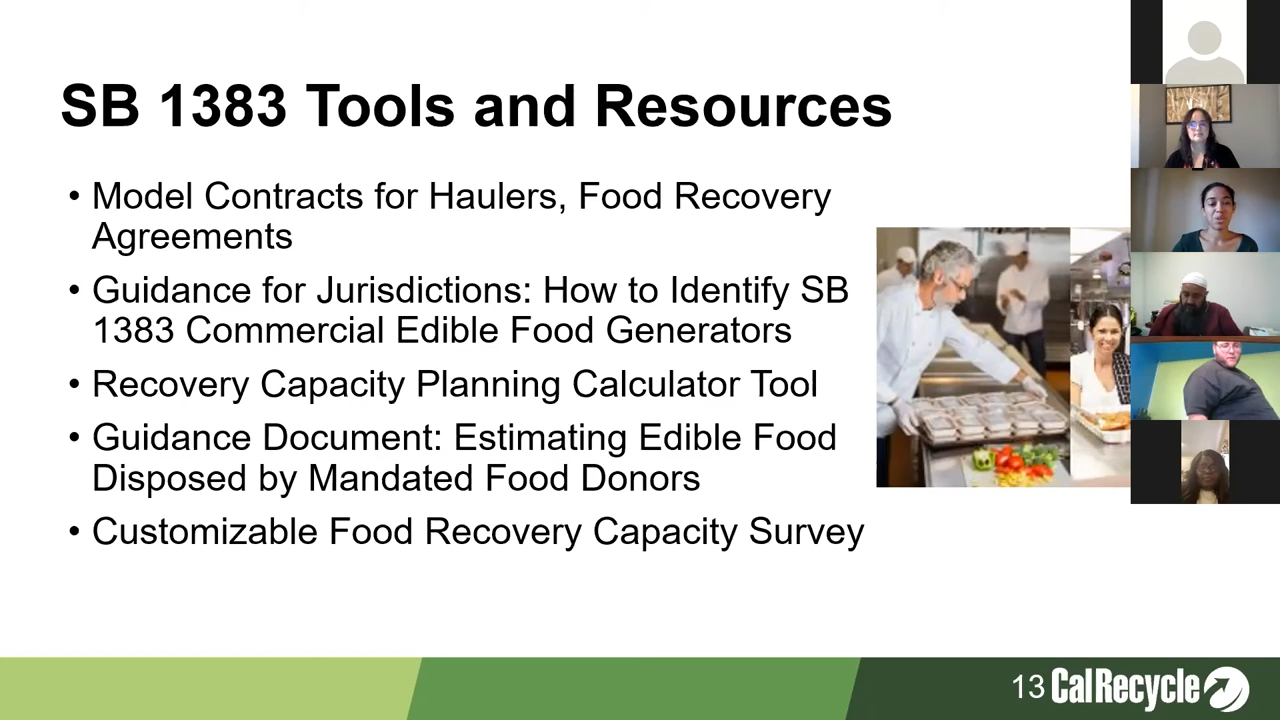 SB 1383 Tools and Resources
• Model Contracts for Haulers, Food Recovery
Agreements
• Guidance for Jurisdictions: How to Identify SB
1383 Commercial Edible Food Generators
• Recovery Capacity Planning Calculator Tool
• Guidance Document: Estimating Edible Food
Disposed by Mandated Food Donors
• Customizable Food Recovery Capacity Survey
13 CalRecycle